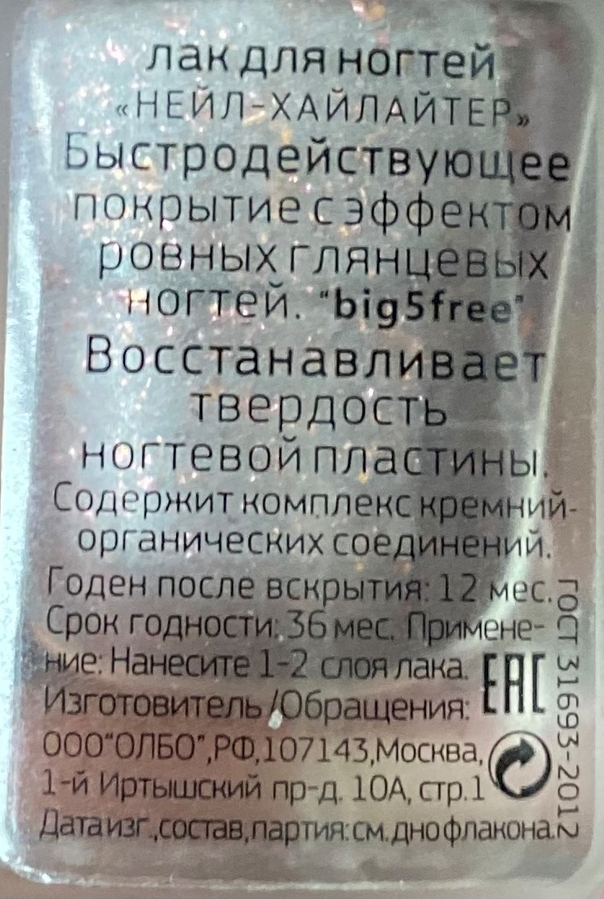 лак для ногтей
«НЕЙЛ-ХАЙЛАЙТЕР»
Быстродействующее
покрытие с эффектом
ровных глянцевых
ногтей. "big5free"
Восстанавливает
твердость
ногтевой пластины.
Содержит комплекс кремний-
органических соединений.
Годен после вскрытия: 12 мес.
Срок годности: 36 мес. Примене-
ние: Нанесите 1-2 слоя лака.
Изготовитель/Обращения:
ООО"ОЛБО",РФ,107143,Москва,
1-й Иртышский пр-д. 10А, стр.1
Дата изг.,состав,партия:см.дно флакона.
EAC
ГОСТ 31693-2012